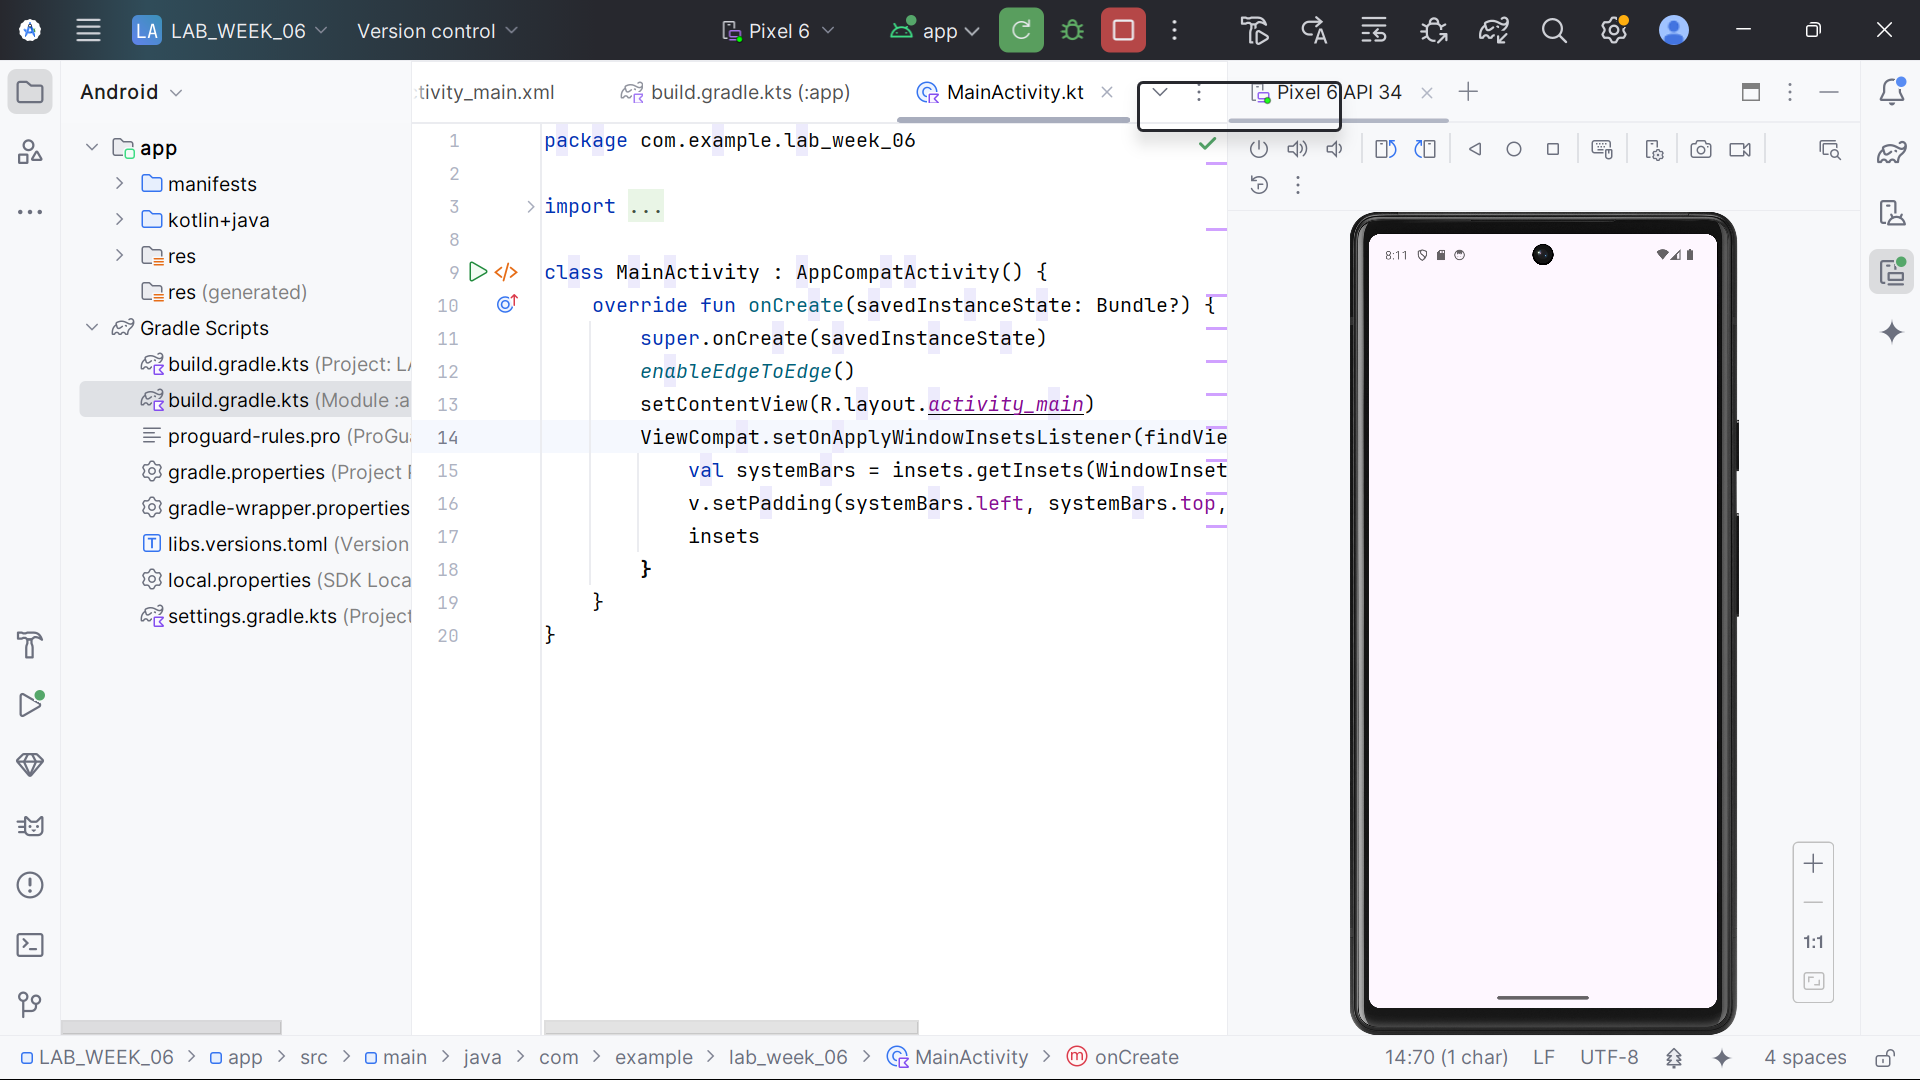 LA LAB_WEEK_06 Version control Pixel 6 app
Android
tivity_main.xml build.gradle.kts (:app) MainActivity.kt Pixel 6 API 34
app
manifests
kotlin+java
res
res (generated)
Gradle Scripts
build.gradle.kts (Project: LA
build.gradle.kts (Module :a
proguard-rules.pro (ProGua
gradle.properties (Project P
gradle-wrapper.properties
libs.versions.toml (Version
local.properties (SDK Loca
settings.gradle.kts (Project
1 package com.example.lab_week_06
2
3 import ...
8
9 class MainActivity : AppCompatActivity() {
10 override fun onCreate(savedInstanceState: Bundle?) {
11 super.onCreate(savedInstanceState)
12 enableEdgeToEdge()
13 setContentView(R.layout.activity_main)
14 ViewCompat.setOnApplyWindowInsetsListener(findVie
15 val systemBars = insets.getInsets(WindowInset
16 v.setPadding(systemBars.left, systemBars.top,
17 insets
18 }
19 }
20 }
8:11
1:1
LAB_WEEK_06 > app > src > main > java > com > example > lab_week_06 > MainActivity > onCreate 14:70 (1 char) LF UTF-8 4 spaces